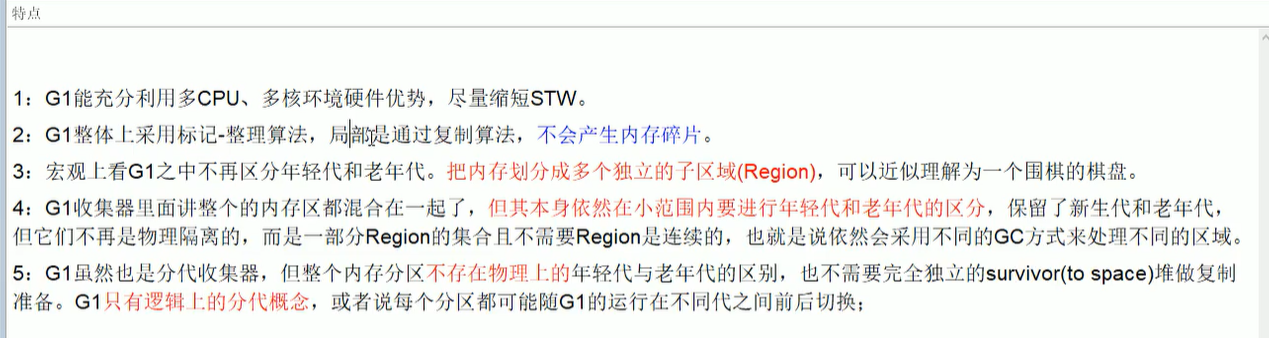 特点
1：G1能充分利用多CPU、多核环境硬件优势，尽量缩短STW。
2：G1整体上采用标记-整理算法，局部是通过复制算法，不会产生内存碎片。
3：宏观上看G1之中不再区分年轻代和老年代。把内存划分成多个独立的子区域(Region)，可以近似理解为一个围棋的棋盘。
4：G1收集器里面讲整个的内存区都混合在一起了，但其本身依然在小范围内要进行年轻代和老年代的区分，保留了新生代和老年代，
但它们不再是物理隔离的，而是一部分Region的集合且不需要Region是连续的，也就是说依然会采用不同的GC方式来处理不同的区域。
5：G1虽然也是分代收集器，但整个内存分区不存在物理上的年轻代与老年代的区别，也不需要完全独立的survivor(to space)堆做复制
准备。G1只有逻辑上的分代概念，或者说每个分区都可能随G1的运行在不同代之间前后切换；